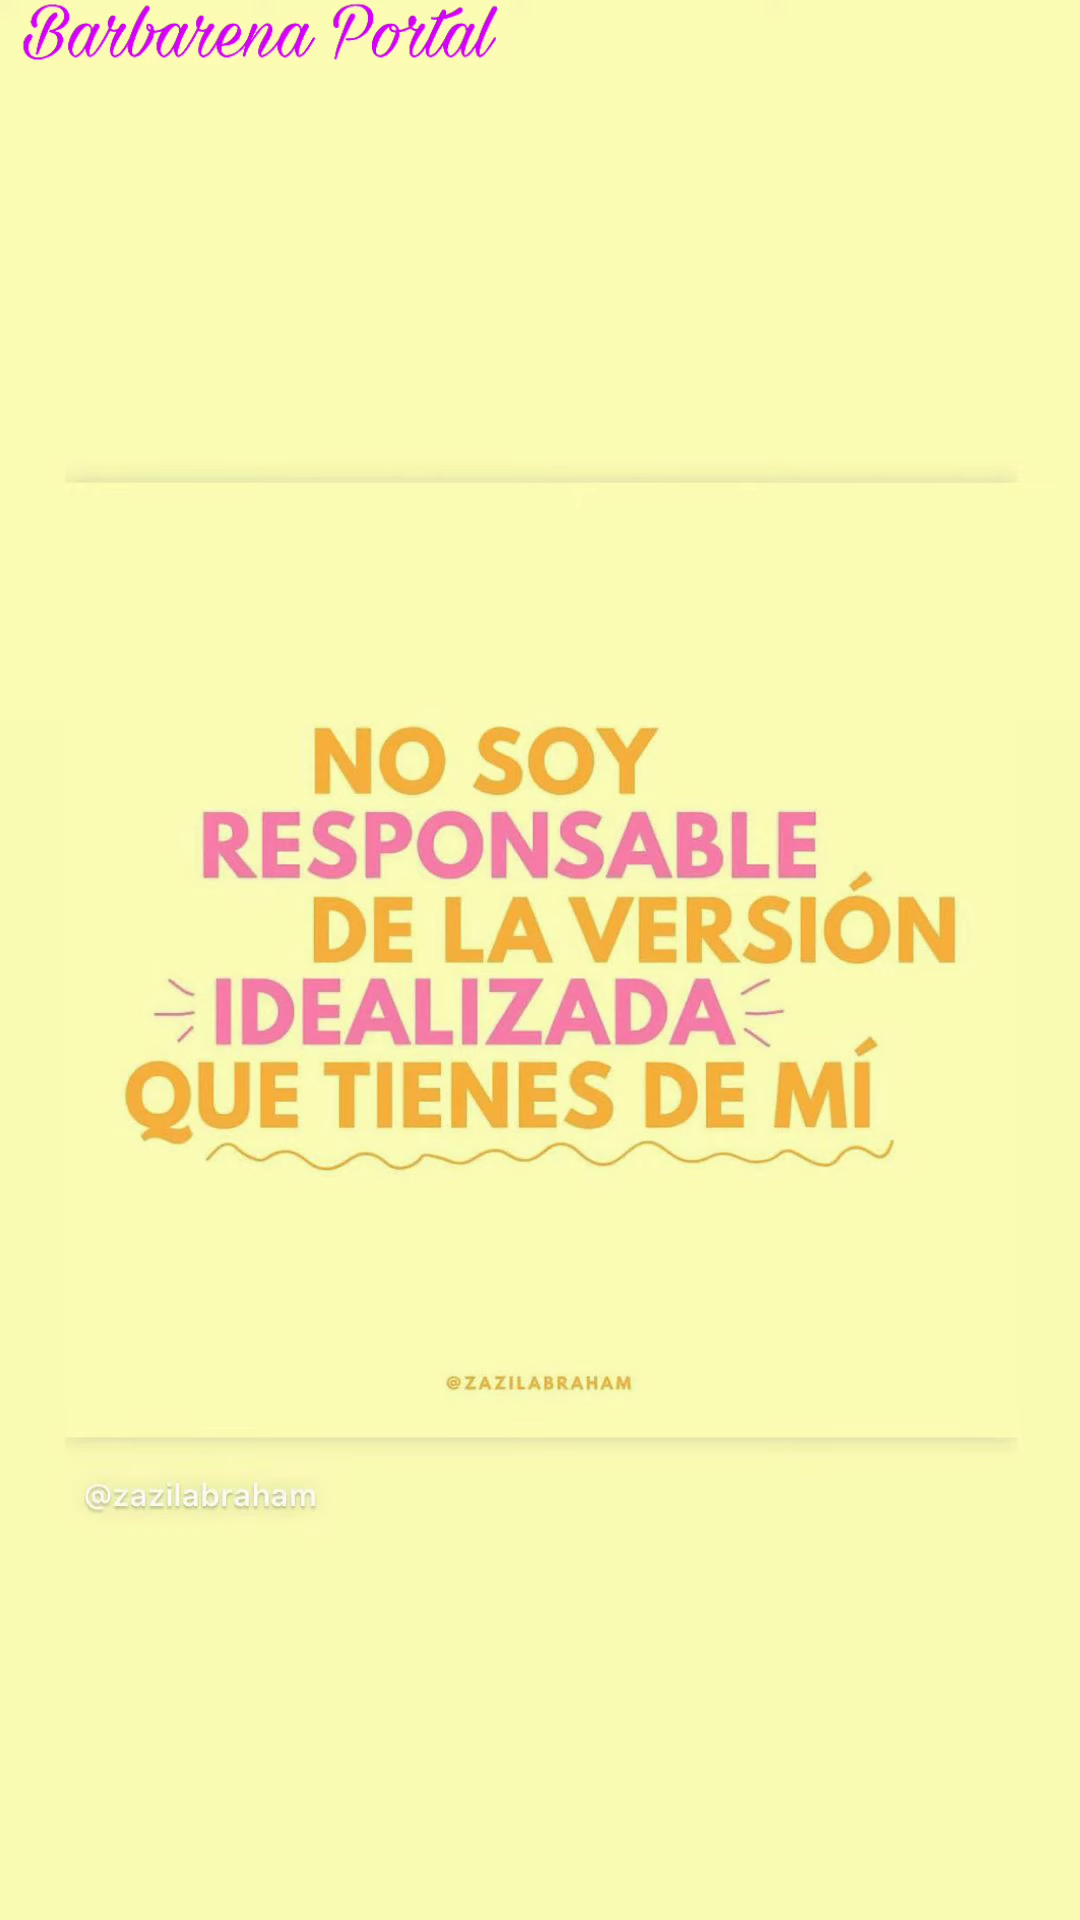 Barbarena Portal
NO SOY
RESPONSABLE
DE LA VERSIÓN
IDEALIZADA
QUE TIENES DE MÍ
@ZAZILABRAHAM
@zazilabraham